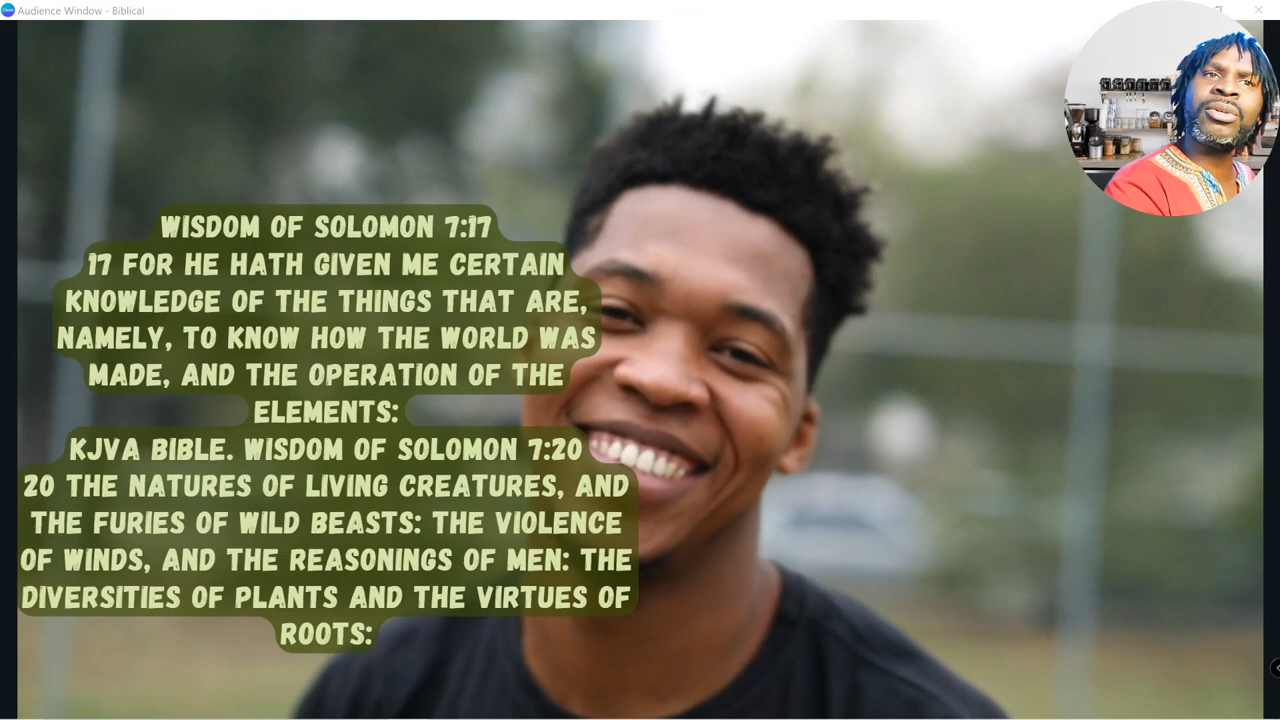 Audience Window - Biblical
WISDOM OF SOLOMON 7:17
17 FOR HE HATH GIVEN ME CERTAIN
KNOWLEDGE OF THE THINGS THAT ARE,
NAMELY, TO KNOW HOW THE WORLD WAS
MADE, AND THE OPERATION OF THE
ELEMENTS:
KJVA BIBLE. WISDOM OF SOLOMON 7:20
20 THE NATURES OF LIVING CREATURES, AND
THE FURIES OF WILD BEASTS: THE VIOLENCE
OF WINDS, AND THE REASONINGS OF MEN: THE
DIVERSITIES OF PLANTS AND THE VIRTUES OF
ROOTS: